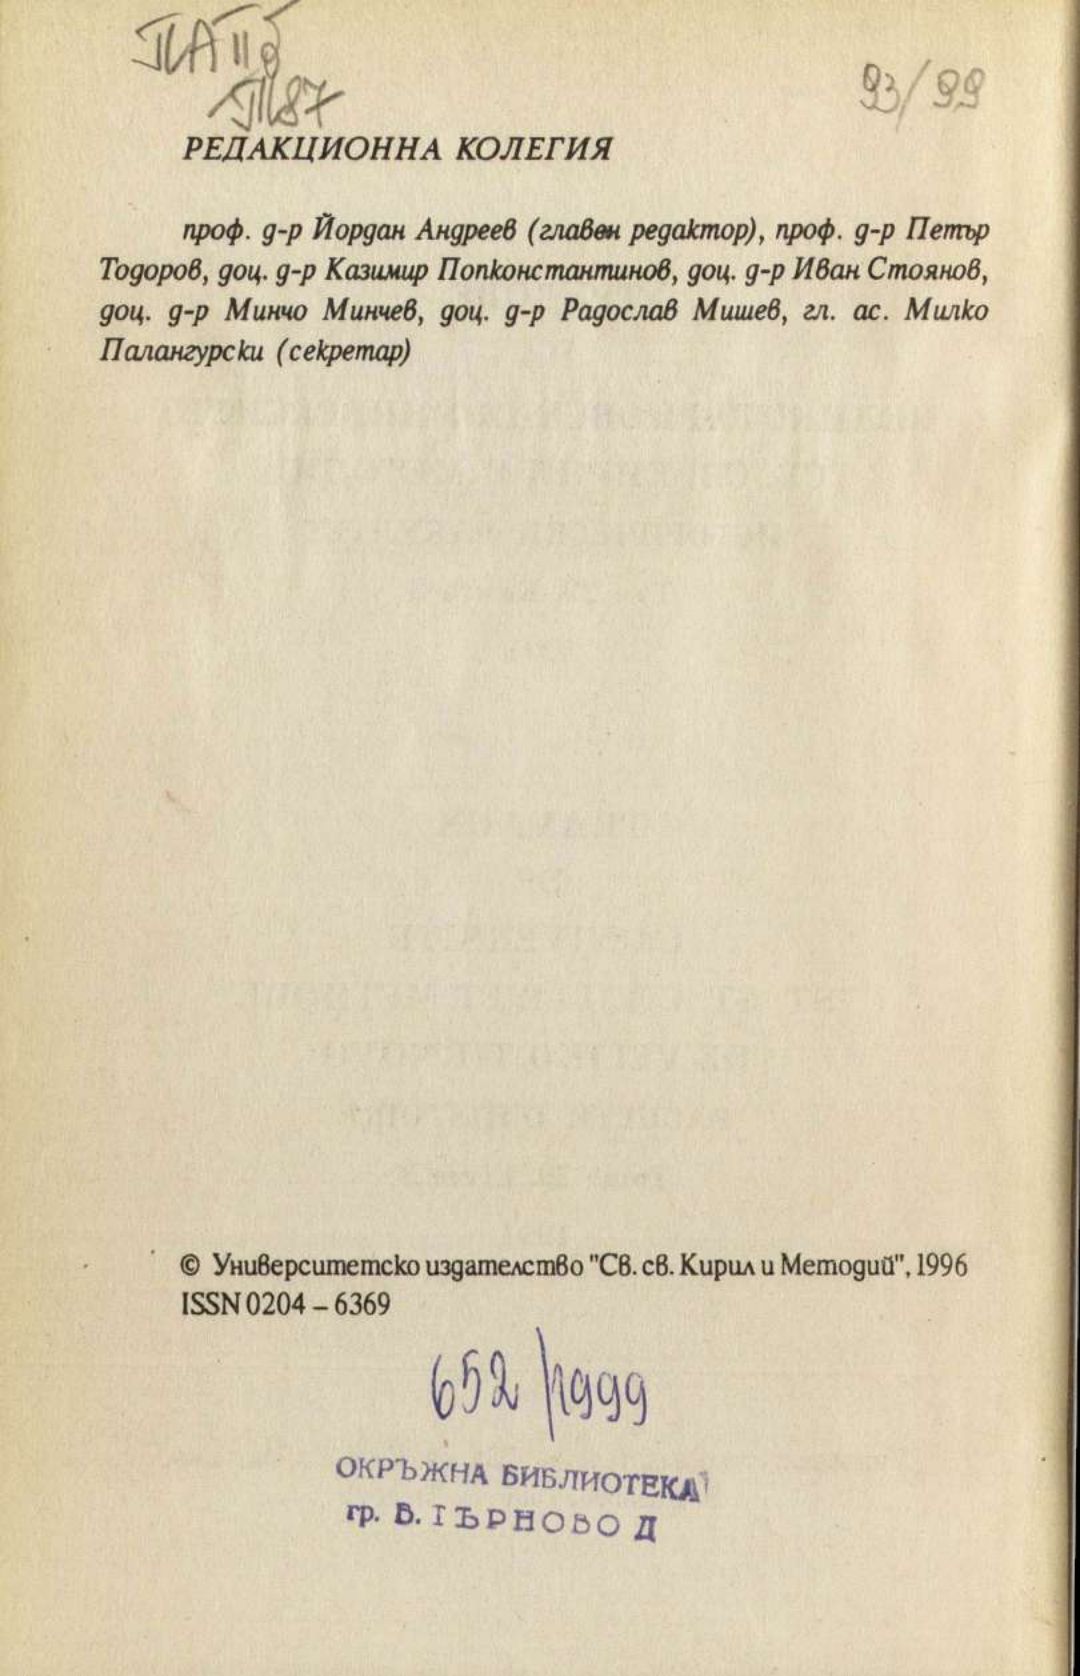 93/99
П87
РЕДАКЦИОННА КОЛЕГИЯ
проф. д-р Йордан Андреев (главен редактор), проф. д-р Петър
Тодоров, доц. д-р Казимир Попконстантинов, доц. д-р Иван Стоянов,
доц. д-р Минчо Минчев, доц. д-р Радослав Мишев, гл. ас. Милко
Палангурски (секретар)
© Университетско издателство "Св. св. Кирил и Методий", 1996
ISSN 0204 – 6369
652/1999
ОКРЪЖНА БИБЛИОТЕКА
гр. В. ТЪРНОВО Д